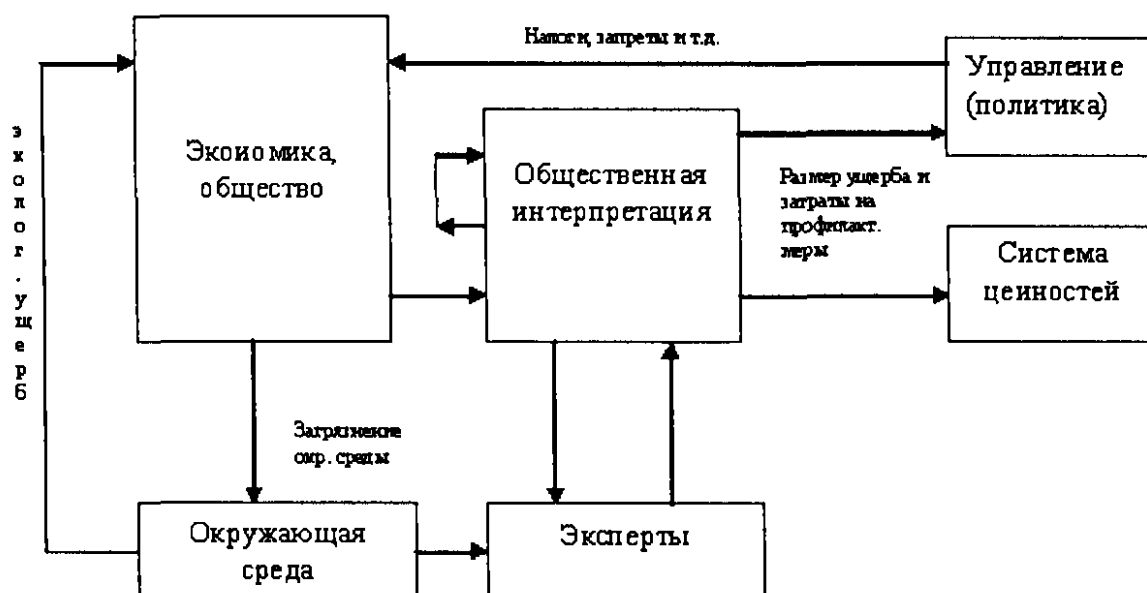 Налоги, запреты и т.д.
Управление
(политика)
Экономика,
общество
Общественная
интерпретация
Размер ущерба и
затраты на
профилакт.
меры
Система
ценностей
эколог.ущерб
Загрязнение
окр. среды
Окружающая
среда
Эксперты